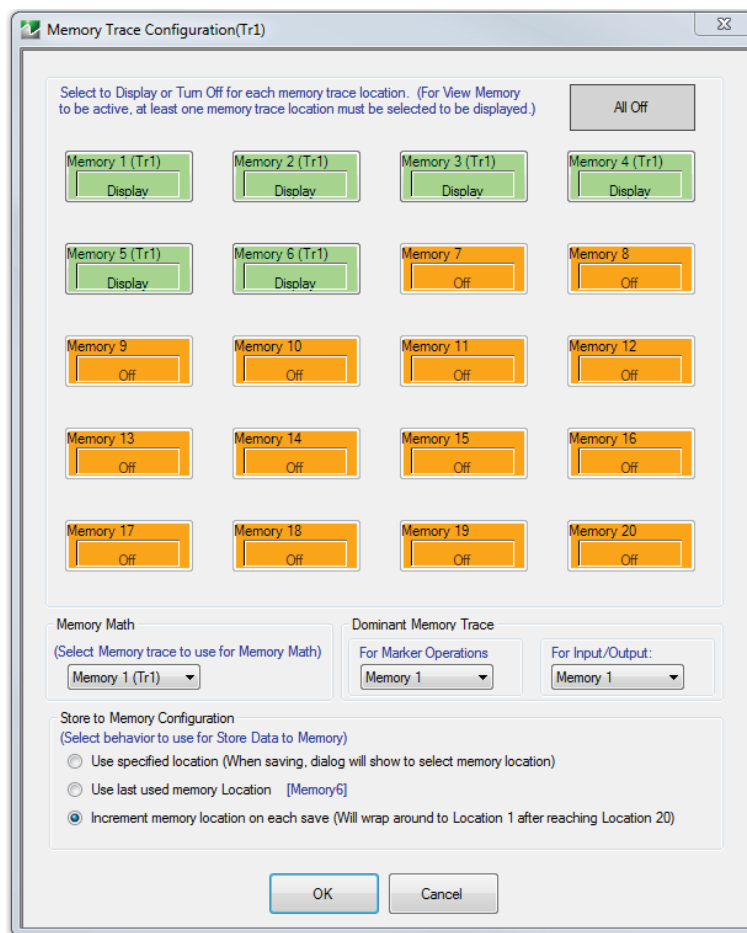 Memory Trace Configuration(Tr1)
Select to Display or Turn Off for each memory trace location. (For View Memory
to be active, at least one memory trace location must be selected to be displayed.)
All Off
Memory 1 (Tr1)
Display
Memory 2 (Tr1)
Display
Memory 3 (Tr1)
Display
Memory 4 (Tr1)
Display
Memory 5 (Tr1)
Display
Memory 6 (Tr1)
Display
Memory 7
Off
Memory 8
Off
Memory 9
Off
Memory 10
Off
Memory 11
Off
Memory 12
Off
Memory 13
Off
Memory 14
Off
Memory 15
Off
Memory 16
Off
Memory 17
Off
Memory 18
Off
Memory 19
Off
Memory 20
Off
Memory Math
(Select Memory trace to use for Memory Math)
Memory 1 (Tr1)
Dominant Memory Trace
For Marker Operations
Memory 1
For Input/Output:
Memory 1
Store to Memory Configuration
(Select behavior to use for Store Data to Memory)
Use specified location (When saving, dialog will show to select memory location)
Use last used memory Location [Memory6]
Increment memory location on each save (Will wrap around to Location 1 after reaching Location 20)
OK
Cancel